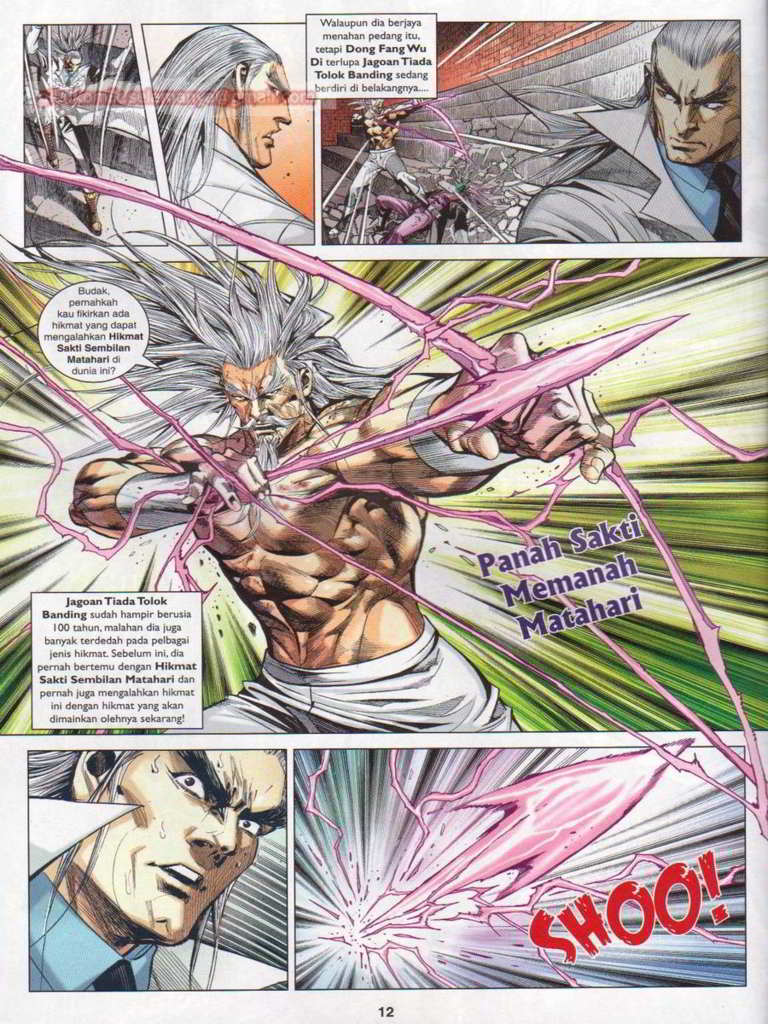 Walaupun dia berjaya
menahan pedang itu,
tetapi Dong Fang Wu
Di terlupa Jagoan Tiada
Tolok Banding sedang
berdiri di belakangnya....
Budak,
pernahkah
kau fikirkan ada
hikmat yang dapat
mengalahkan Hikmat
Sakti Sembilan
Matahari di
dunia ini?
Panah Sakti
Memanah
Matahari
Jagoan Tiada Tolok
Banding sudah hampir berusia
100 tahun, malahan dia juga
banyak terdedah pada pelbagai
jenis hikmat. Sebelum ini, dia
pernah bertemu dengan Hikmat
Sakti Sembilan Matahari dan
pernah juga mengalahkan hikmat
ini dengan hikmat yang akan
dimainkan olehnya sekarang!
SHOO!
12